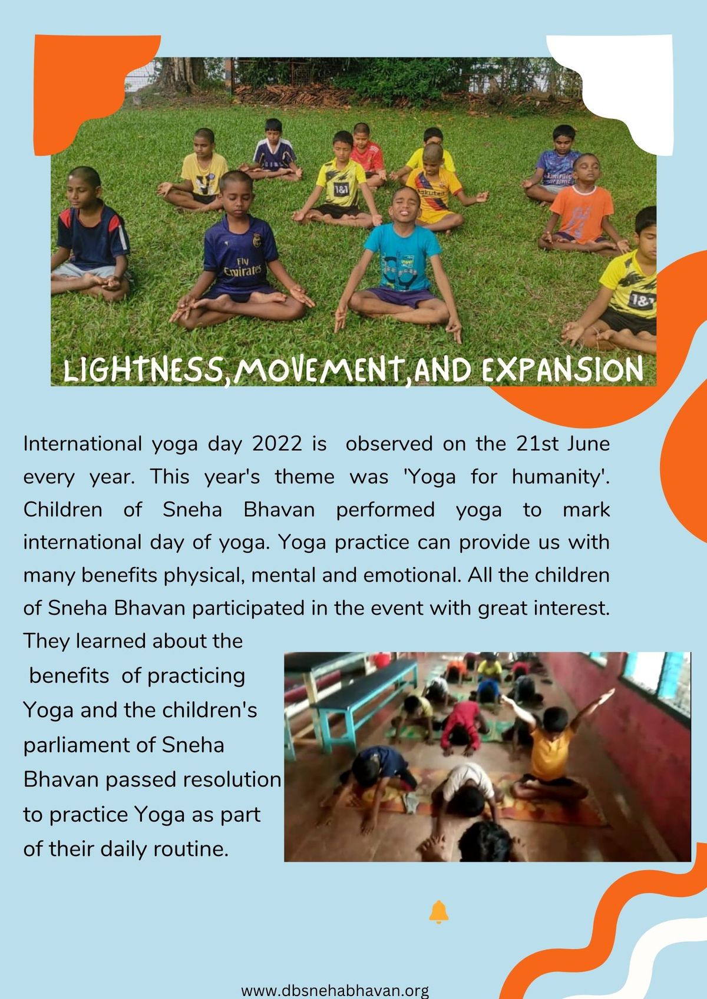 1&1
Rakuten
Emirates
Fly
Emirates
1&1
LIGHTNESS,MOVEMENT,AND EXPANSION
International yoga day 2022 is  observed on the 21st June
every year. This year's theme was 'Yoga for humanity'.
Children of Sneha Bhavan performed yoga to mark
international day of yoga. Yoga practice can provide us with
many benefits physical, mental and emotional. All the children
of Sneha Bhavan participated in the event with great interest.
They learned about the
benefits  of practicing
Yoga and the children's
parliament of Sneha
Bhavan passed resolution
to practice Yoga as part
of their daily routine.
www.dbsnehabhavan.org